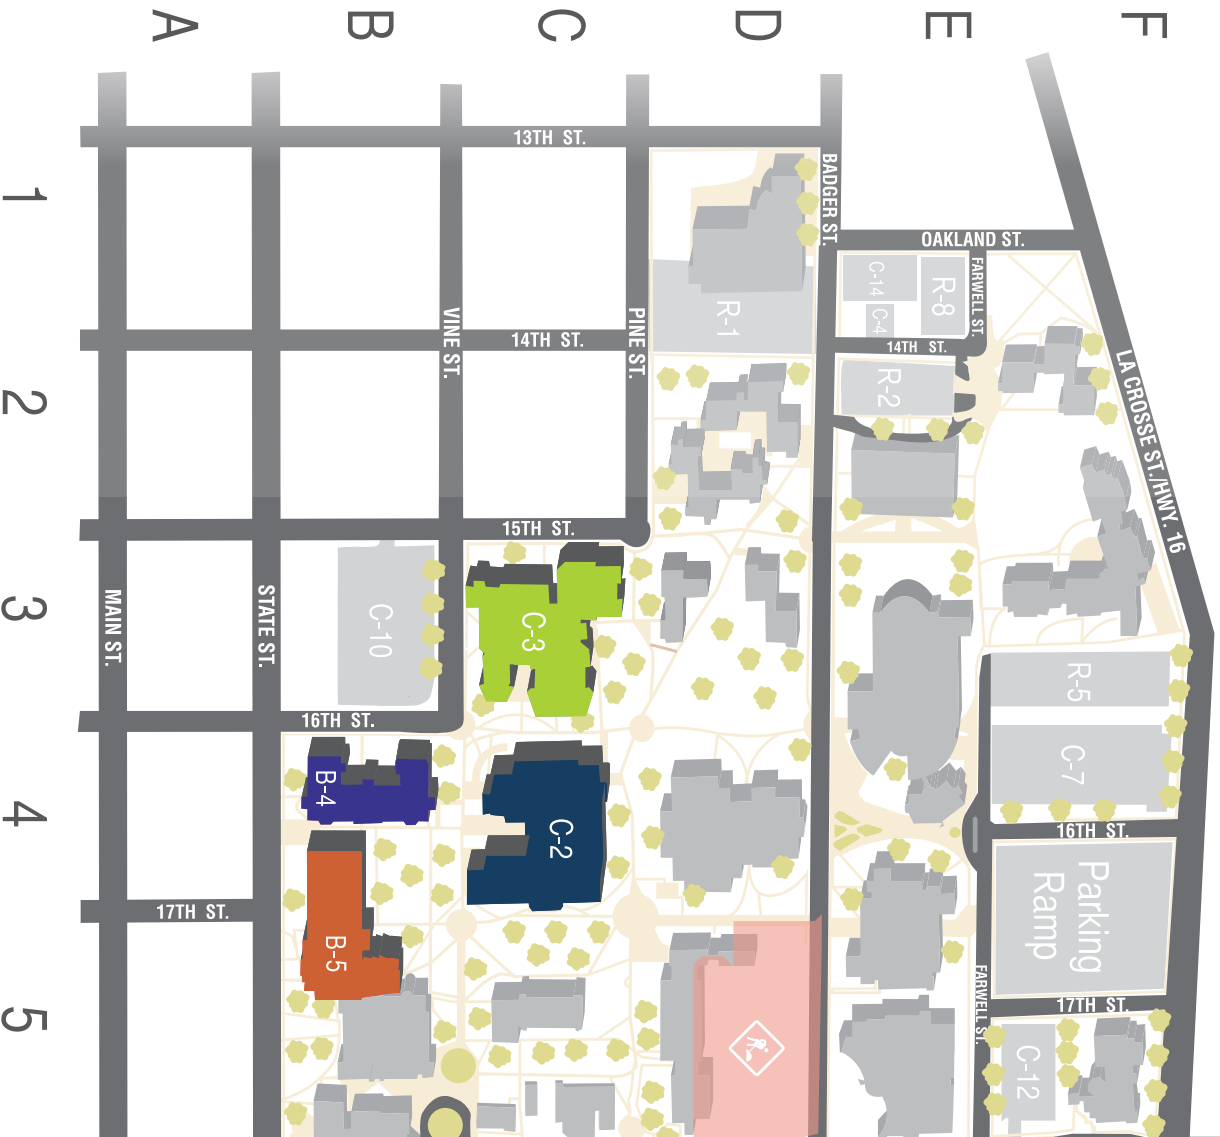 A
B
C
D
E
F
1
2
3
4
5
13TH ST.
BADGER ST.
OAKLAND ST.
FARWELL ST.
C-14
R-8
C-4
R-1
VINE ST.
14TH ST.
PINE ST.
14TH ST.
R-2
LA CROSSE ST./HWY. 16
15TH ST.
MAIN ST.
STATE ST.
C-10
C-3
R-5
16TH ST.
B-4
C-2
C-7
16TH ST.
Parking
Ramp
17TH ST.
B-5
FARWELL ST.
17TH ST.
C-12